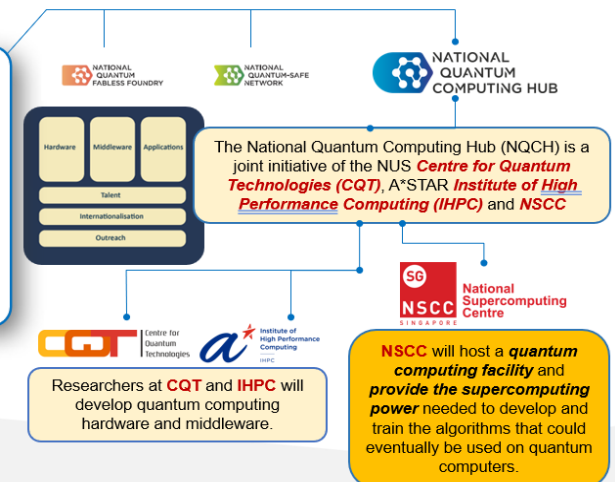 NATIONAL
QUANTUM
FABLESS FOUNDRY
NATIONAL
QUANTUM-SAFE
NETWORK
NATIONAL
QUANTUM
COMPUTING HUB
Hardware
Middleware
Applications
Talent
Internationalisation
Outreach
The National Quantum Computing Hub (NQCH) is a
joint initiative of the NUS Centre for Quantum
Technologies (CQT), A*STAR Institute of High
Performance Computing (IHPC) and NSCC
CQT
Centre for
Quantum
Technologies
Institute of
High Performance
Computing
IHPC
SG
NSCC
SINGAPORE
National
Supercomputing
Centre
Researchers at CQT and IHPC will
develop quantum computing
hardware and middleware.
NSCC will host a quantum
computing facility and
provide the supercomputing
power needed to develop and
train the algorithms that could
eventually be used on quantum
computers.